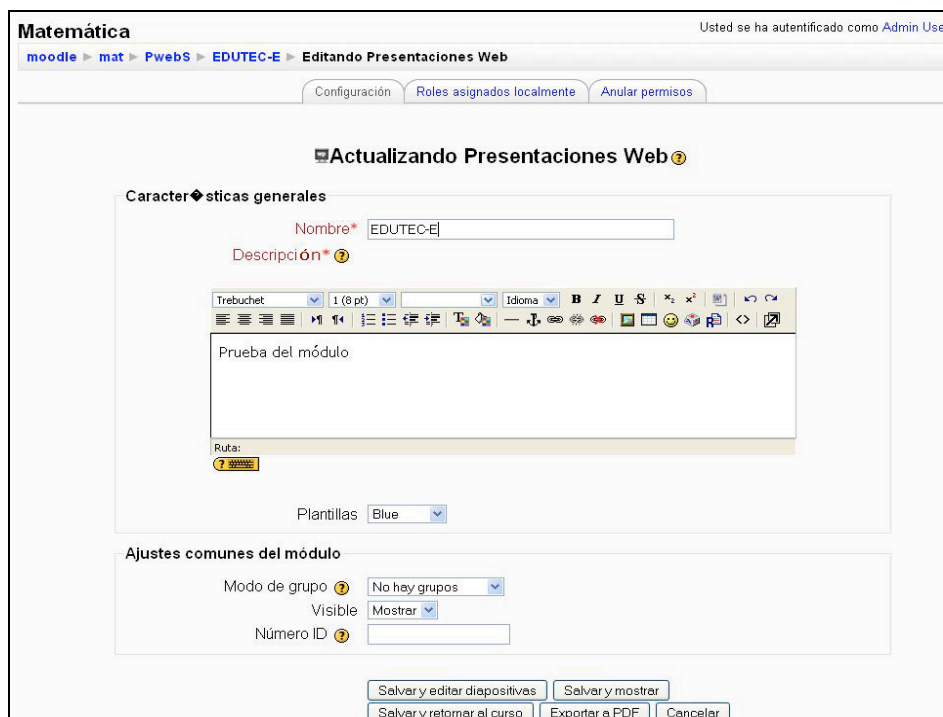 Matemática
Usted se ha autentificado como Admin Use
moodle ► mat ► PwebS ► EDUTEC-E ► Editando Presentaciones Web
Configuración Roles asignados localmente Anular permisos
Actualizando Presentaciones Web
Caracter�sticas generales
Nombre* EDUTEC-E
Descripción*
Trebuchet 1 (8 pt) Idioma B I U S x₂ x²
Prueba del módulo
Ruta:
Plantillas Blue
Ajustes comunes del módulo
Modo de grupo No hay grupos
Visible Mostrar
Número ID
Salvar y editar diapositivas Salvar y mostrar
Salvar y retornar al curso Exportar a PDF Cancelar